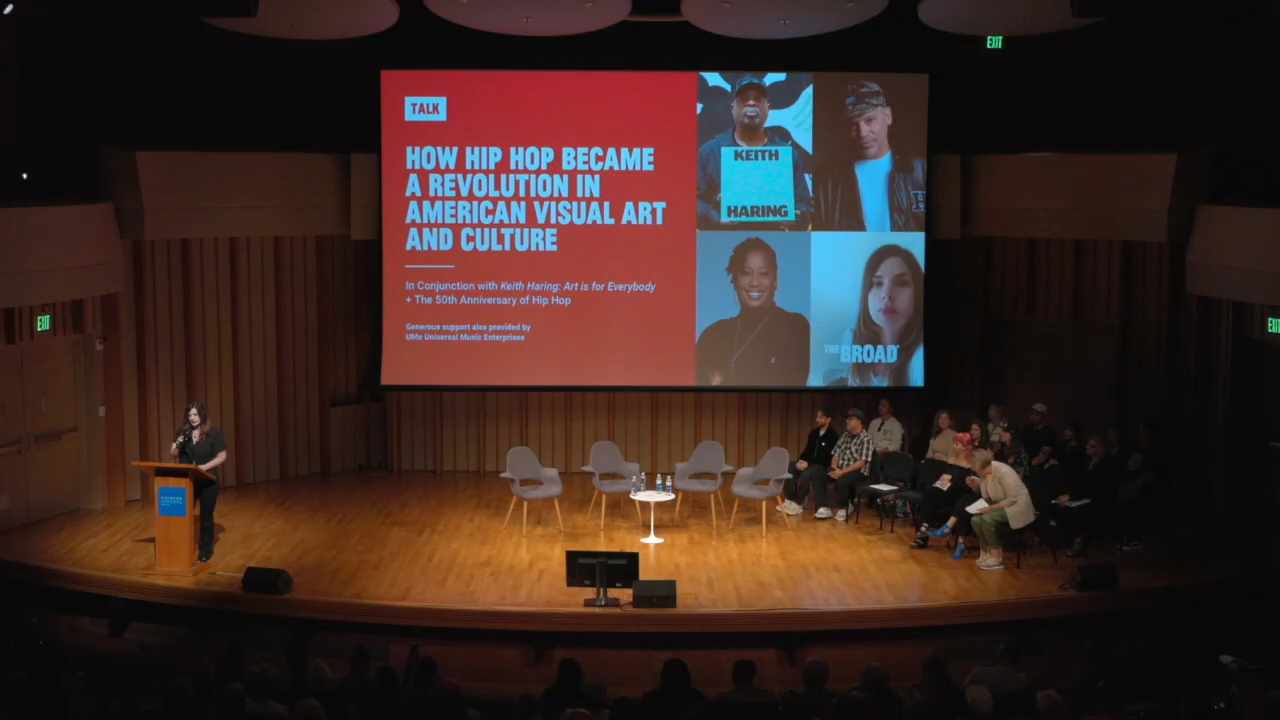 EXIT
TALK
HOW HIP HOP BECAME
A REVOLUTION IN
AMERICAN VISUAL ART
AND CULTURE
In Conjunction with Keith Haring: Art is for Everybody
+ The 50th Anniversary of Hip Hop
Generous support also provided by
UMe Universal Music Enterprises
KEITH
HARING
THE BROAD
EXIT
EXIT